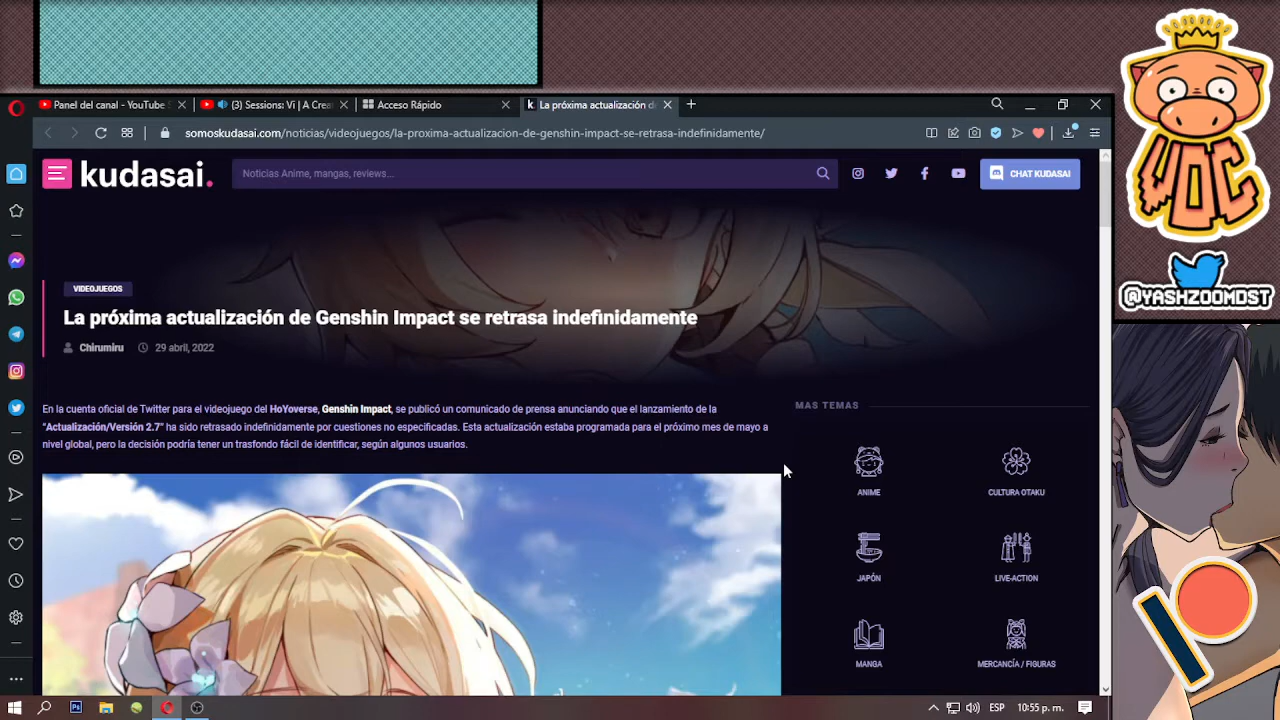 Panel del canal - YouTube S
(3) Sessions: Vi | A Crea
Acceso Rápido
La próxima actualización d
somoskudasai.com/noticias/videojuegos/la-proxima-actualizacion-de-genshin-impact-se-retrasa-indefinidamente/
kudasai.
Noticias Anime, mangas, reviews...
CHAT KUDASAI
VIDEOJUEGOS
La próxima actualización de Genshin Impact se retrasa indefinidamente
Chirumiru
29 abril, 2022
En la cuenta oficial de Twitter para el videojuego del HoYoverse, Genshin Impact, se publicó un comunicado de prensa anunciando que el lanzamiento de la
"Actualización/Versión 2.7" ha sido retrasado indefinidamente por cuestiones no especificadas. Esta actualización estaba programada para el próximo mes de mayo a
nivel global, pero la decisión podría tener un trasfondo fácil de identificar, según algunos usuarios.
MAS TEMAS
ANIME
CULTURA OTAKU
JAPÓN
LIVE-ACTION
MANGA
MERCANCÍA / FIGURAS
Ps
ESP
10:55 p. m.
VOC
@YASHZOOMDST